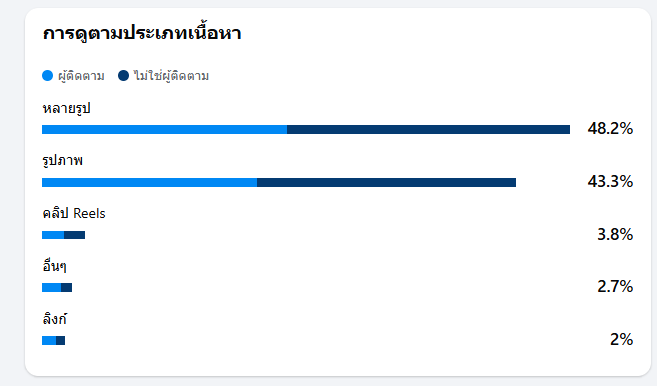 การดูตามประเภทเนื้อหา
ผู้ติดตาม ไม่ใช่ผู้ติดตาม
หลายรูป
48.2%
รูปภาพ
43.3%
คลิป Reels
3.8%
อื่นๆ
2.7%
ลิงก์
2%